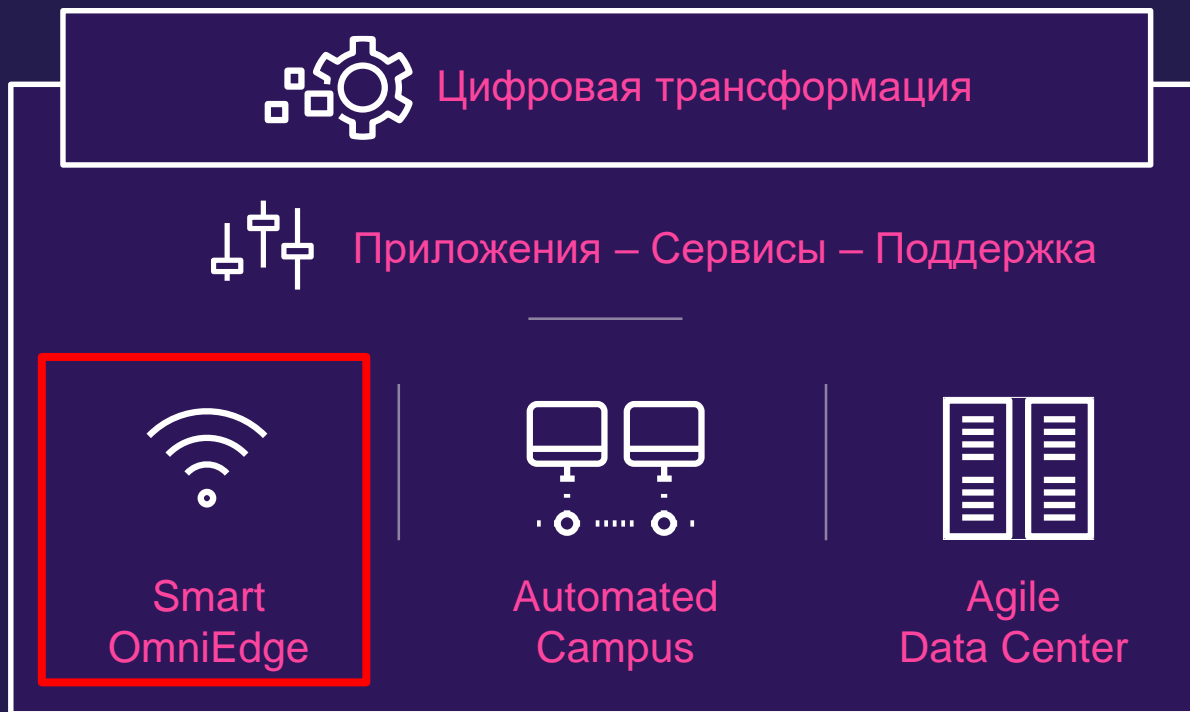 Цифровая трансформация
Приложения – Сервисы – Поддержка
Smart
OmniEdge
Automated
Campus
Agile
Data Center